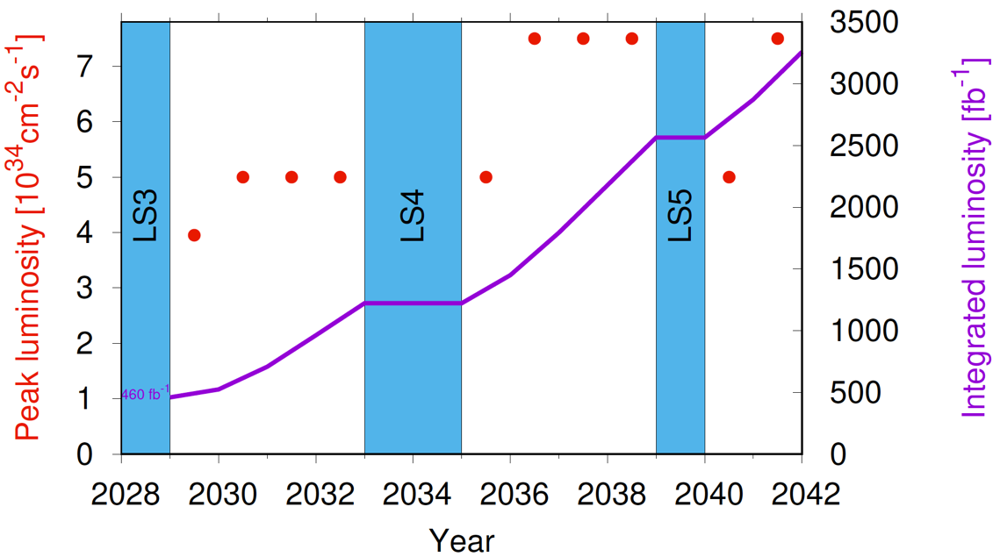 Peak luminosity [10^34cm^-2s^-1]
7
6
5
4
3
2
1
0
LS3
LS4
LS5
460 fb^-1
3500
3000
2500
2000
1500
1000
500
0
Integrated luminosity [fb^-1]
2028 2030 2032 2034 2036 2038 2040 2042
Year